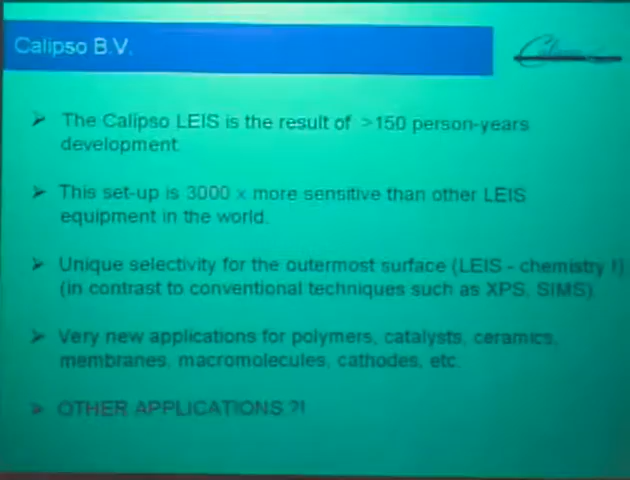 Calipso B.V.
➤ The Calipso LEIS is the result of >150 person-years
development.
➤ This set-up is 3000 x more sensitive than other LEIS
equipment in the world.
➤ Unique selectivity for the outermost surface (LEIS - chemistry !)
(in contrast to conventional techniques such as XPS, SIMS)
➤ Very new applications for polymers, catalysts, ceramics,
membranes, macromolecules, cathodes, etc.
➤ OTHER APPLICATIONS ?!